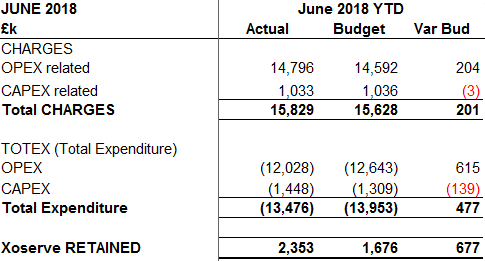 JUNE 2018 June 2018 YTD
£k Actual Budget Var Bud
CHARGES
OPEX related 14,796 14,592 204
CAPEX related 1,033 1,036 (3)
Total CHARGES 15,829 15,628 201
TOTEX (Total Expenditure)
OPEX (12,028) (12,643) 615
CAPEX (1,448) (1,309) (139)
Total Expenditure (13,476) (13,953) 477
Xoserve RETAINED 2,353 1,676 677